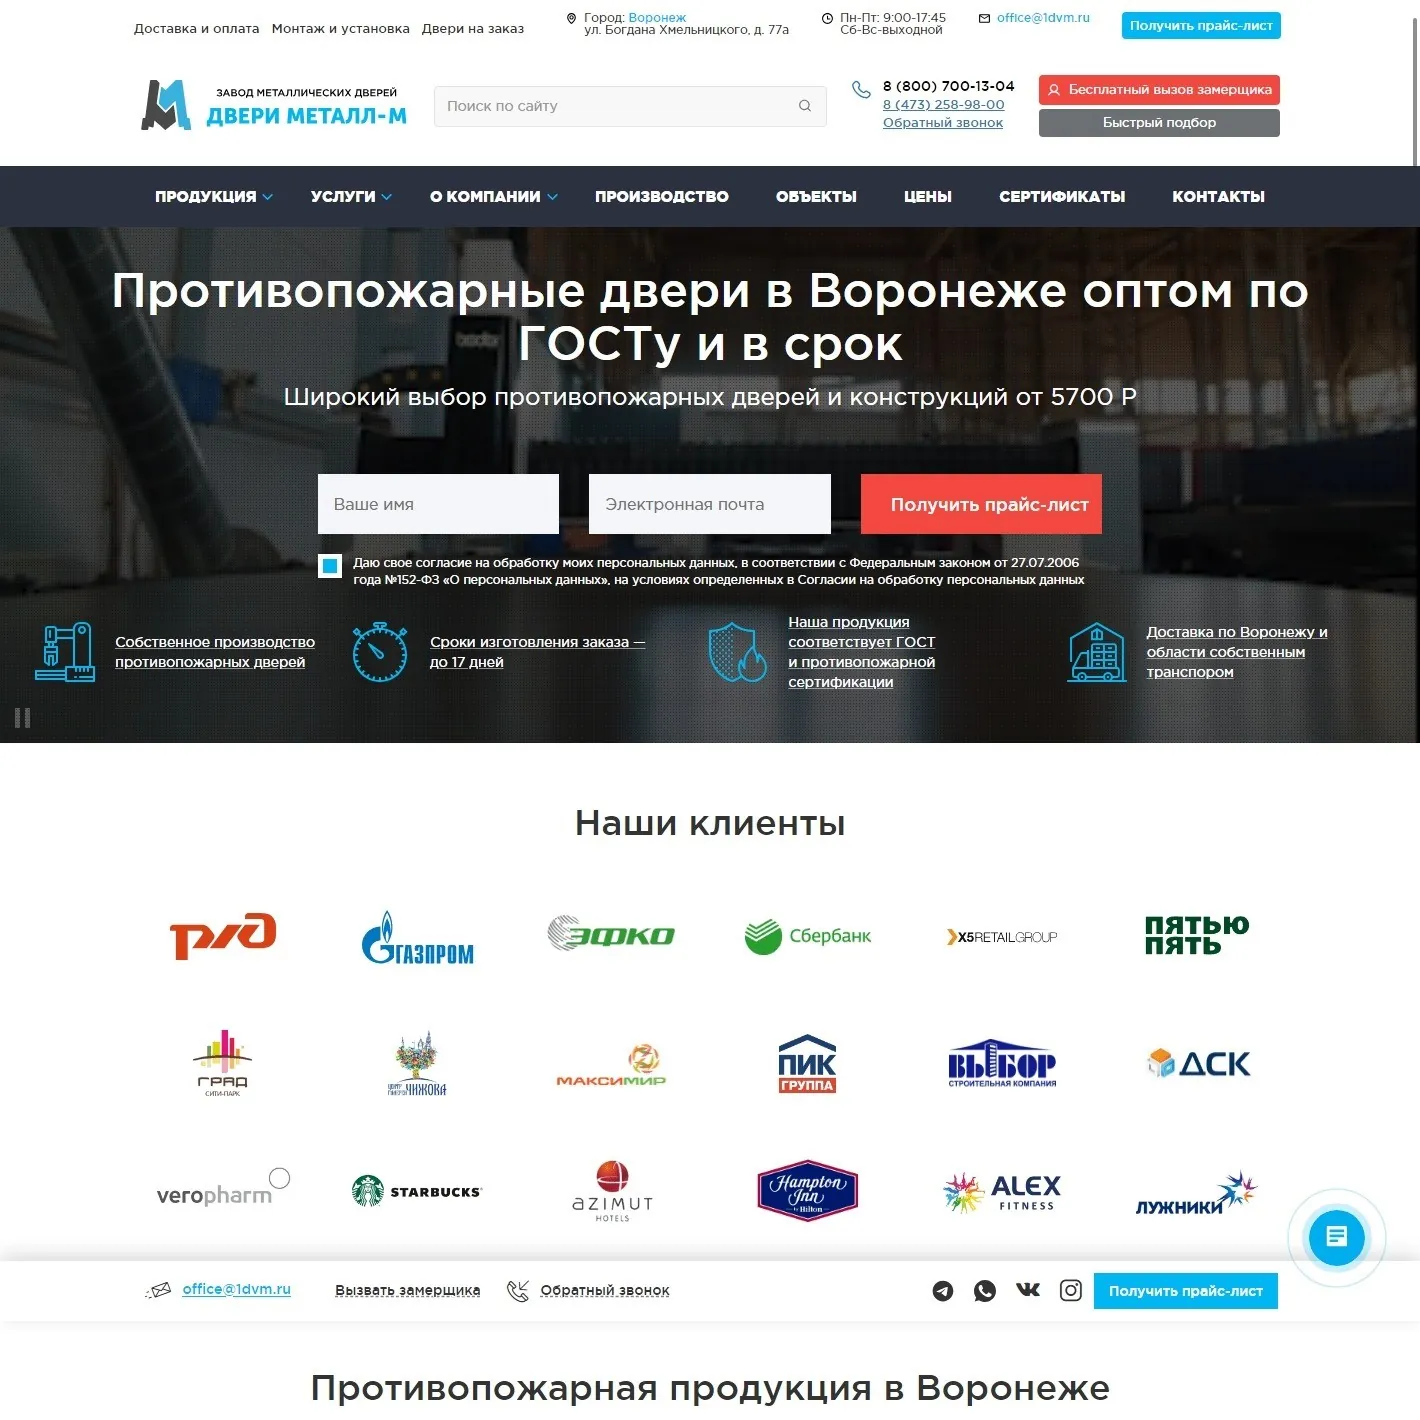 Доставка и оплата Монтаж и установка Двери на заказ
Город: Воронеж
ул. Богдана Хмельницкого, д. 77а
Пн-Пт: 9:00-17:45
Сб-Вс-выходной
office@1dvm.ru
Получить прайс-лист
ЗАВОД МЕТАЛЛИЧЕСКИХ ДВЕРЕЙ
ДВЕРИ МЕТАЛЛ-М
Поиск по сайту
8 (800) 700-13-04
8 (473) 258-98-00
Обратный звонок
Бесплатный вызов замерщика
Быстрый подбор
ПРОДУКЦИЯ УСЛУГИ О КОМПАНИИ ПРОИЗВОДСТВО ОБЪЕКТЫ ЦЕНЫ СЕРТИФИКАТЫ КОНТАКТЫ
Противопожарные двери в Воронеже оптом по
ГОСТу и в срок
Широкий выбор противопожарных дверей и конструкций от 5700 Р
Ваше имя
Электронная почта
Получить прайс-лист
Даю свое согласие на обработку моих персональных данных, в соответствии с Федеральным законом от 27.07.2006
года №152-ФЗ «О персональных данных», на условиях определенных в Согласии на обработку персональных данных
Собственное производство
противопожарных дверей
Сроки изготовления заказа —
до 17 дней
Наша продукция
соответствует ГОСТ
и противопожарной
сертификации
Доставка по Воронежу и
области собственным
транспором
Наши клиенты
ржд
ГАЗПРОМ
ЭФКО
Сбербанк
X5RETAILGROUP
ПЯТЬЮ
ПЯТЬ
ГРАД
СИТИ-ПАРК
ЧИЖОВА
МАКСИМИР
ПИК
ГРУППА
ВЫБОР
СТРОИТЕЛЬНАЯ КОМПАНИЯ
ДСК
veropharm
STARBUCKS
AZIMUT
HOTELS
Hampton
Inn
by Hilton
ALEX
FITNESS
ЛУЖНИКИ
office@1dvm.ru
Вызвать замерщика
Обратный звонок
Получить прайс-лист
Противопожарная продукция в Воронеже